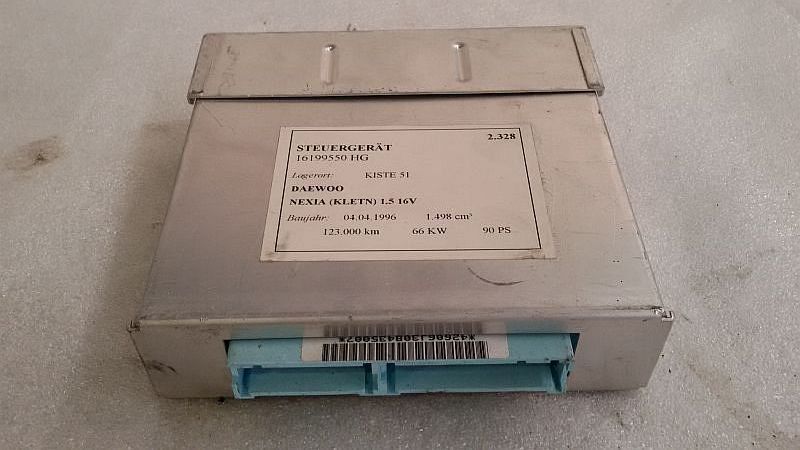 2.328
STEUERGERÄT
16199550 HG
Lagerort: KISTE 51
DAEWOO
NEXIA (KLETN) 1.5 16V
Baujahr: 04.04.1996 1.498 cm³
123.000 km 66 KW 90 PS